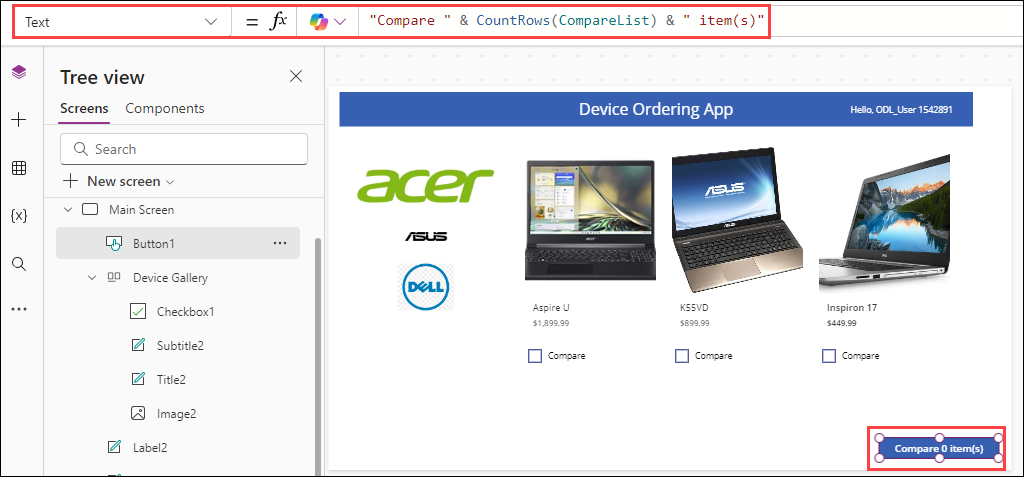 Text = fx "Compare " & CountRows(CompareList) & " item(s)"
Tree view
Screens Components
Search
New screen
Main Screen
Button1
Device Gallery
Checkbox1
Subtitle2
Title2
Image2
Label2
{x}
Device Ordering App Hello, ODL_User 1542891
acer
ASUS
DELL
acer
ASUS
Aspire U K55VD Inspiron 17
$1,899.99 $899.99 $449.99
Compare Compare Compare
Compare 0 item(s)